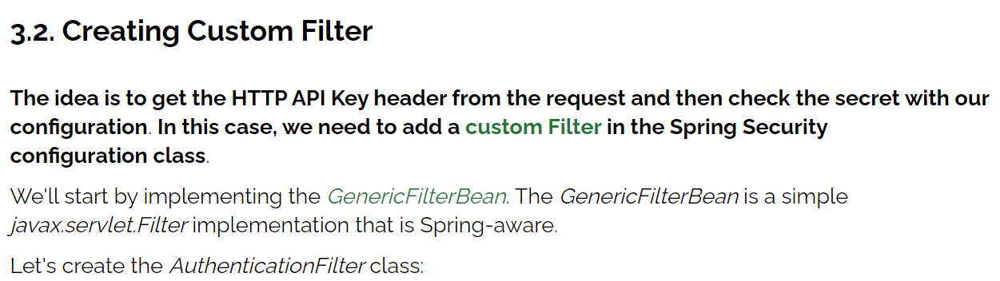 3.2. Creating Custom Filter
The idea is to get the HTTP API Key header from the request and then check the secret with our
configuration. In this case, we need to add a custom Filter in the Spring Security
configuration class.
We'll start by implementing the GenericFilterBean. The GenericFilterBean is a simple
javax.servlet.Filter implementation that is Spring-aware.
Let's create the AuthenticationFilter class: